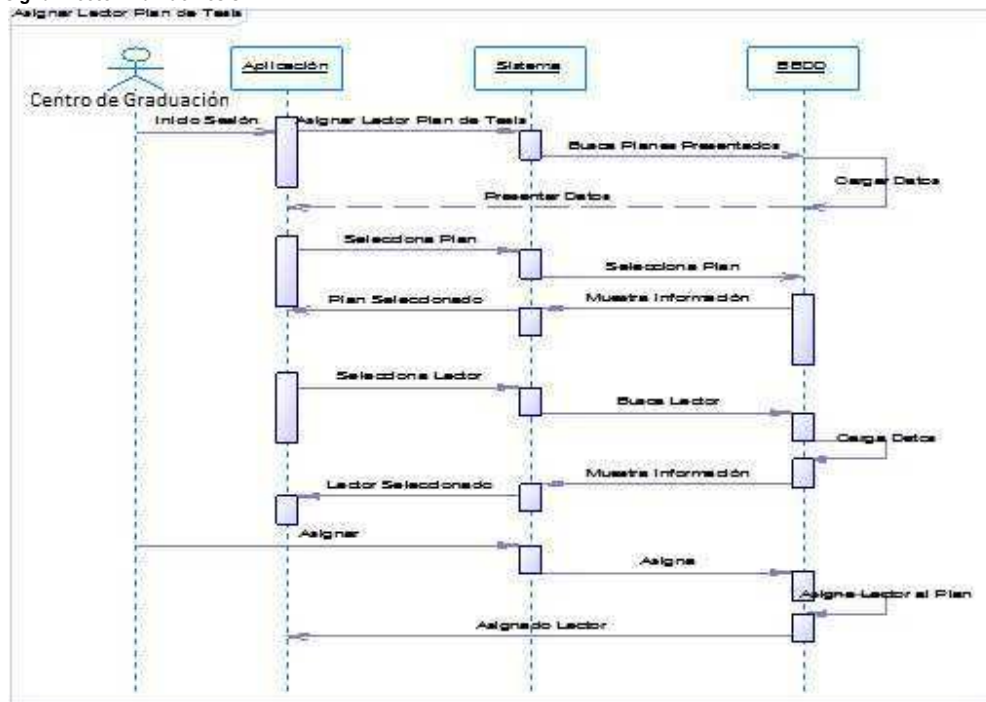 Asignar Lector Plan de Tesis
Aplicación
Sistema
BBDD
Centro de Graduación
Inicio Sesión
Asignar Lector Plan de Tesis
Busca Planes Presentados
Cargar Datos
Presentar Datos
Selecciona Plan
Selecciona Plan
Muestra Información
Plan Seleccionado
Selecciona Lector
Busca Lector
Carga Datos
Muestra Información
Lector Seleccionado
Asignar
Asigna
Asigna Lector al Plan
Asignado Lector